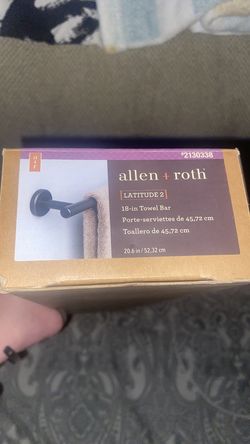 #2130338
allen + roth
LATITUDE 2
18-in Towel Bar
Porte-serviettes de 45,72 cm
Toallero de 45,72 cm
20.6 in / 52,32 cm